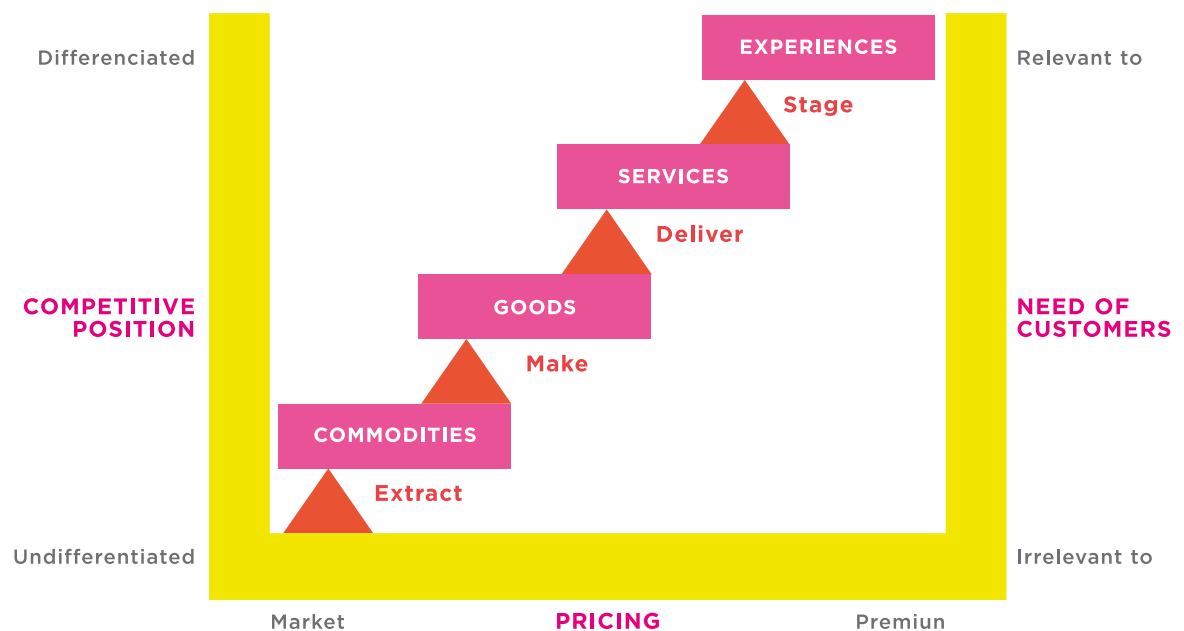 EXPERIENCES
Differenciated
Relevant to
Stage
SERVICES
Deliver
COMPETITIVE
POSITION
GOODS
NEED OF
CUSTOMERS
Make
COMMODITIES
Extract
Undifferentiated
Irrelevant to
Market
PRICING
Premiun